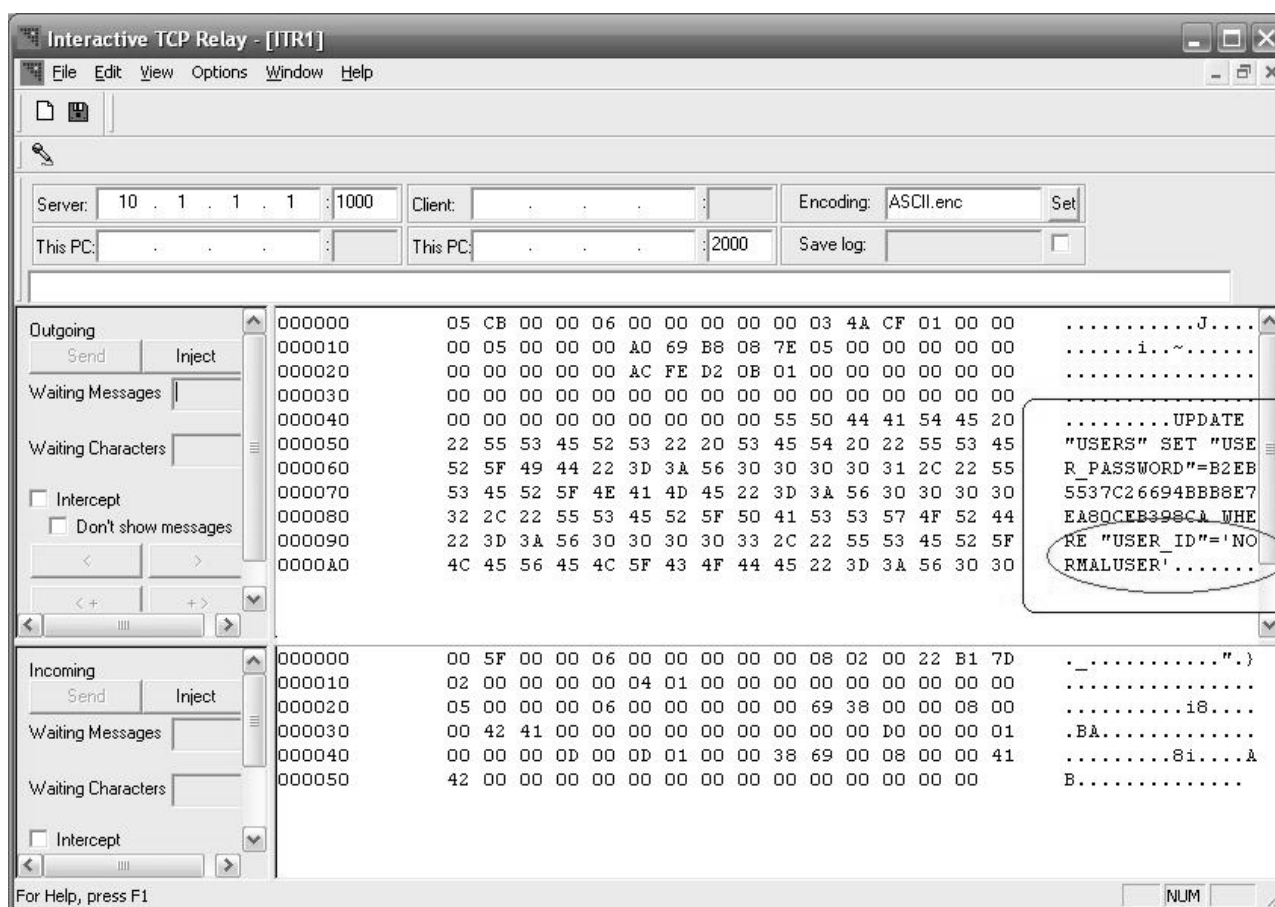 Interactive TCP Relay - [ITR1]
File Edit View Options Window Help
Server: 10 . 1 . 1 . 1 : 1000 Client: . . . : Encoding: ASCII.enc Set
This PC: . . . : This PC: . . . : 2000 Save log:
Outgoing
Send Inject
Waiting Messages
Waiting Characters
Intercept
Don't show messages
< >
<+ +>
000000 05 CB 00 00 06 00 00 00 00 00 03 4A CF 01 00 00 ...........J....
000010 00 05 00 00 00 A0 69 B8 08 7E 05 00 00 00 00 00 ......i..~......
000020 00 00 00 00 00 AC FE D2 0B 01 00 00 00 00 00 00 ................
000030 00 00 00 00 00 00 00 00 00 00 00 00 00 00 00 00 ................
000040 00 00 00 00 00 00 00 00 00 55 50 44 41 54 45 20 .........UPDATE
000050 22 55 53 45 52 53 22 20 53 45 54 20 22 55 53 45 "USERS" SET "USE
000060 52 5F 49 44 22 3D 3A 56 30 30 30 30 31 2C 22 55 R_PASSWORD"=B2EB
000070 53 45 52 5F 4E 41 4D 45 22 3D 3A 56 30 30 30 30 5537C26694BBB8E7
000080 32 2C 22 55 53 45 52 5F 50 41 53 53 57 4F 52 44 EA80CEB398CA WHE
000090 22 3D 3A 56 30 30 30 30 33 2C 22 55 53 45 52 5F RE "USER_ID"='NO
0000A0 4C 45 56 45 4C 5F 43 4F 44 45 22 3D 3A 56 30 30 RMALUSER'.......
Incoming
Send Inject
Waiting Messages
Waiting Characters
Intercept
000000 00 5F 00 00 06 00 00 00 00 00 08 02 00 22 B1 7D ._...........".}
000010 02 00 00 00 00 04 01 00 00 00 00 00 00 00 00 00 ................
000020 05 00 00 00 06 00 00 00 00 00 69 38 00 00 08 00 ..........i8....
000030 00 42 41 00 00 00 00 00 00 00 00 00 D0 00 00 01 .BA.............
000040 00 00 00 0D 00 0D 01 00 00 38 69 00 08 00 00 41 .........8i....A
000050 42 00 00 00 00 00 00 00 00 00 00 00 00 00 00 B..............
For Help, press F1 NUM